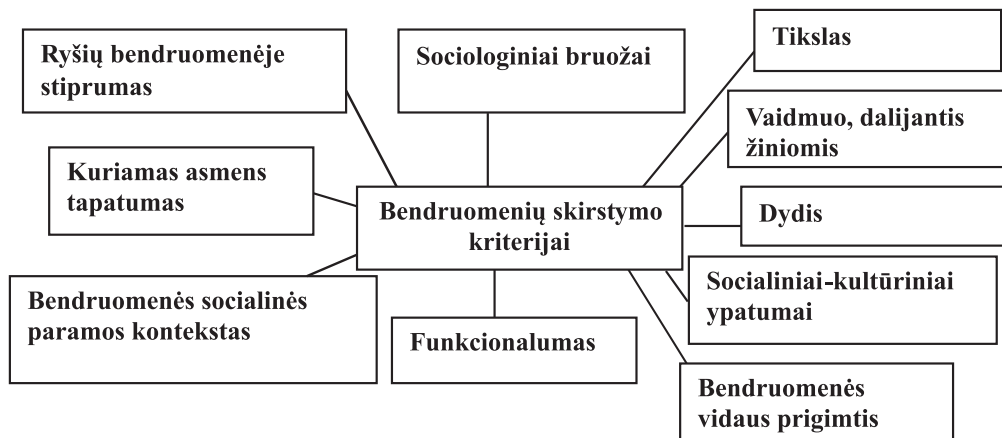 Ryšių bendruomenėje
stiprumas
Sociologiniai bruožai
Tikslas
Vaidmuo, dalijantis
žiniomis
Kuriamas asmens
tapatumas
Bendruomenių skirstymo
kriterijai
Dydis
Bendruomenės socialinės
paramos kontekstas
Funkcionalumas
Socialiniai-kultūriniai
ypatumai
Bendruomenės
vidaus prigimtis